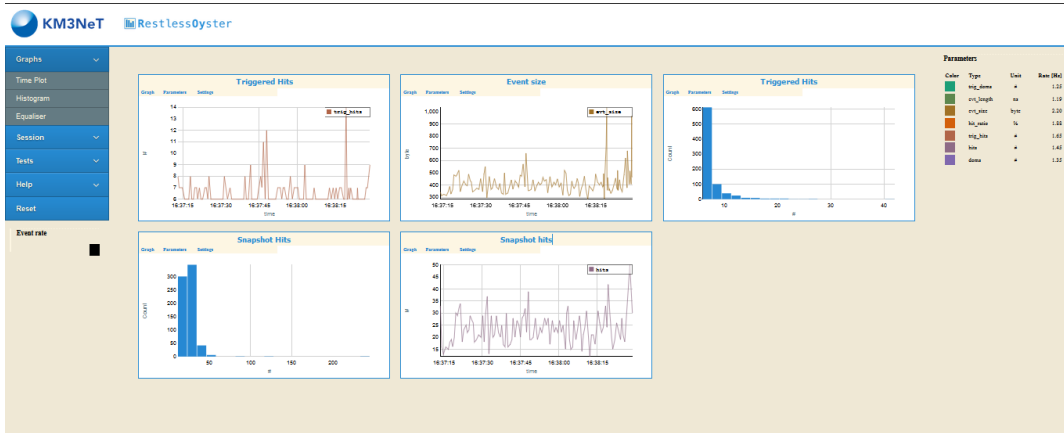 KM3NeT RestlessOyster
Graphs
Time Plot
Histogram
Equaliser
Session
Tests
Help
Reset
Event rate
Triggered Hits
Graph Parameters Settings
trig_hits
14
13
12
11
10
9
8
7
6
#
16:37:15 16:37:30 16:37:45 16:38:00 16:38:15
time
Event size
Graph Parameters Settings
evt_size
1,000
900
800
700
600
500
400
300
byte
16:37:15 16:37:30 16:37:45 16:38:00 16:38:15
time
Triggered Hits
Graph Parameters Settings
600
500
400
300
200
100
0
Count
10 20 30 40
#
Snapshot Hits
Graph Parameters Settings
300
250
200
150
100
50
0
Count
50 100 150 200
#
Snapshot hits
Graph Parameters Settings
hits
50
45
40
35
30
25
20
15
#
16:37:15 16:37:30 16:37:45 16:38:00 16:38:15
time
Parameters
Color Type Unit Rate [Hz]
trig_doms # 1.25
evt_length ns 1.19
evt_size byte 2.20
hit_ratio %
trig_hits # 1.65
hits # 1.45
doms # 1.35